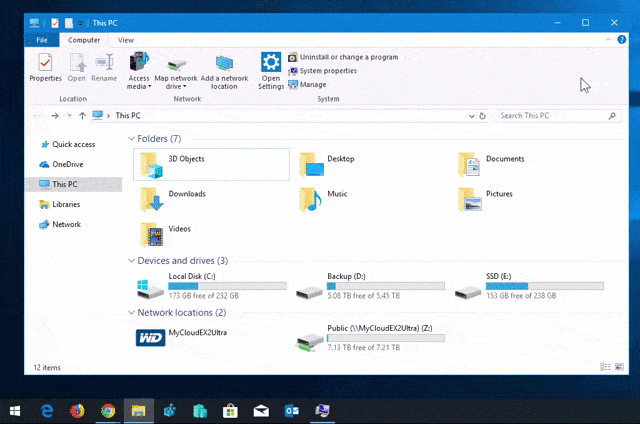 This PC
File Computer View
Properties Open Rename Access media Map network drive Add a network location Open Settings
Uninstall or change a program
System properties
Manage
Location Network System
This PC Search This PC
Quick access
OneDrive
This PC
Libraries
Network
Folders (7)
3D Objects Desktop Documents
Downloads Music Pictures
Videos
Devices and drives (3)
Local Disk (C:) Backup (D:) SSD (E:)
173 GB free of 232 GB 5.08 TB free of 5.45 TB 153 GB free of 238 GB
Network locations (2)
WD MyCloudEX2Ultra Public (\\MyCloudEX2Ultra) (Z:)
7.13 TB free of 7.21 TB
12 items